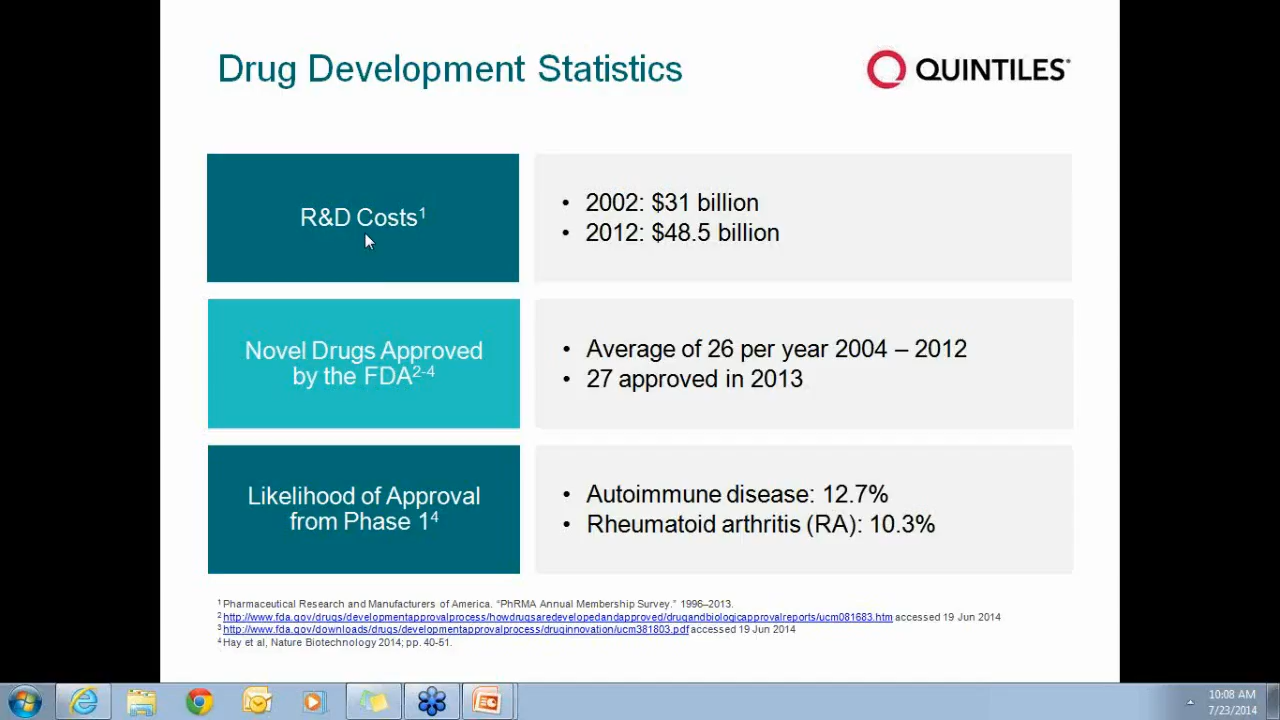 Drug Development Statistics
QUINTILES®
R&D Costs¹
• 2002: $31 billion
• 2012: $48.5 billion
Novel Drugs Approved
by the FDA²⁻⁴
• Average of 26 per year 2004 – 2012
• 27 approved in 2013
Likelihood of Approval
from Phase 1⁴
• Autoimmune disease: 12.7%
• Rheumatoid arthritis (RA): 10.3%
¹ Pharmaceutical Research and Manufacturers of America. “PhRMA Annual Membership Survey.” 1996–2013.
² http://www.fda.gov/drugs/developmentapprovalprocess/howdrugsaredevelopedandapproved/drugandbiologicapprovalreports/ucm081683.htm accessed 19 Jun 2014
³ http://www.fda.gov/downloads/drugs/developmentapprovalprocess/druginnovation/ucm381803.pdf accessed 19 Jun 2014
⁴ Hay et al, Nature Biotechnology 2014; pp. 40-51.
10:08 AM
7/23/2014